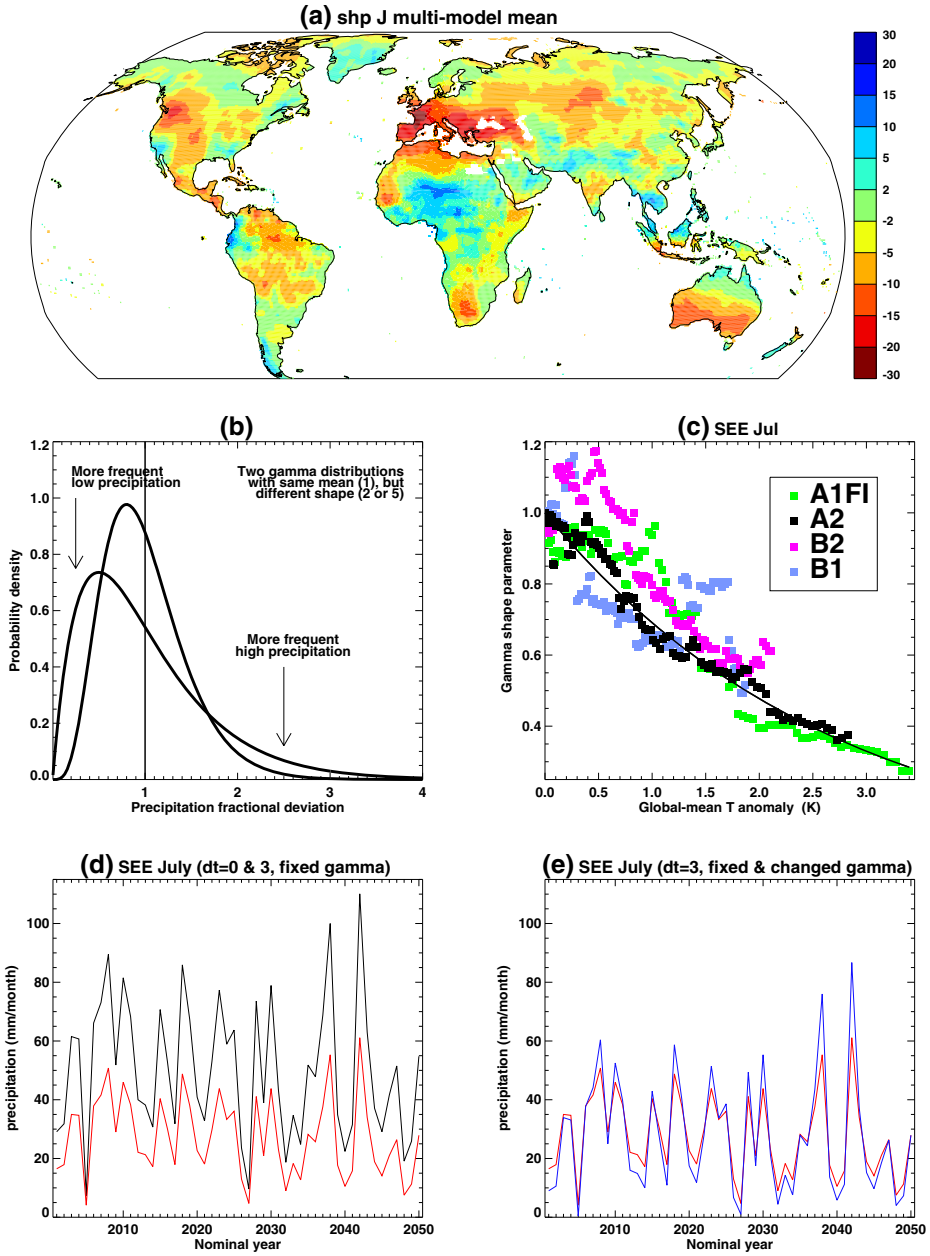 (a) shp J multi-model mean
30
20
15
10
5
2
-2
-5
-10
-15
-20
-30
(b)
1.2
1.0
0.8
0.6
0.4
0.2
0.0
Probability density
More frequent
low precipitation
Two gamma distributions
with same mean (1), but
different shape (2 or 5)
More frequent
high precipitation
0 1 2 3 4
Precipitation fractional deviation
(c) SEE Jul
1.2
1.0
0.8
0.6
0.4
Gamma shape parameter
A1FI
A2
B2
B1
0.0 0.5 1.0 1.5 2.0 2.5 3.0
Global-mean T anomaly (K)
(d) SEE July (dt=0 & 3, fixed gamma)
100
80
60
40
20
0
precipitation (mm/month)
2010 2020 2030 2040 2050
Nominal year
(e) SEE July (dt=3, fixed & changed gamma)
100
80
60
40
20
0
precipitation (mm/month)
2010 2020 2030 2040 2050
Nominal year